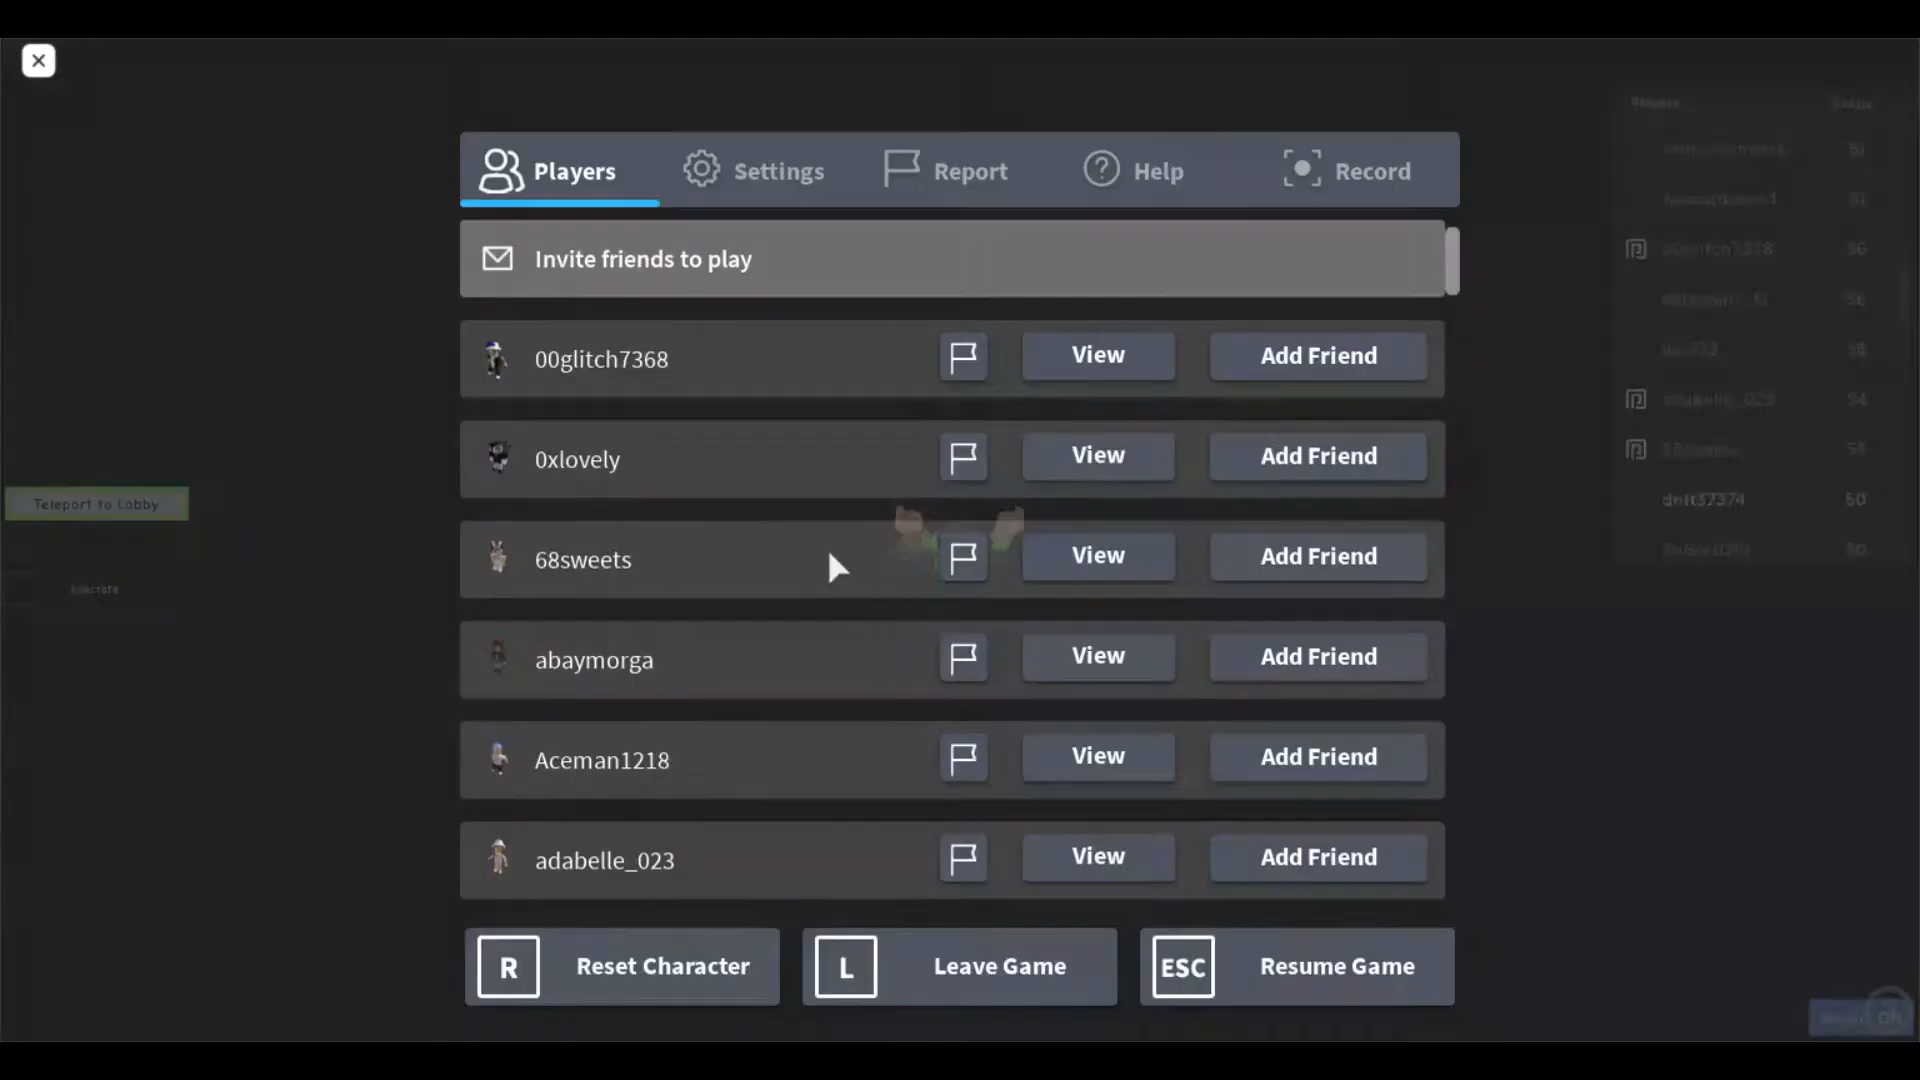 Players Settings Report Help Record
Invite friends to play
00glitch7368 View Add Friend
0xlovely View Add Friend
68sweets View Add Friend
Teleport to Lobby
abaymorga View Add Friend
Aceman1218 View Add Friend
adabelle_023 View Add Friend
R Reset Character L Leave Game ESC Resume Game